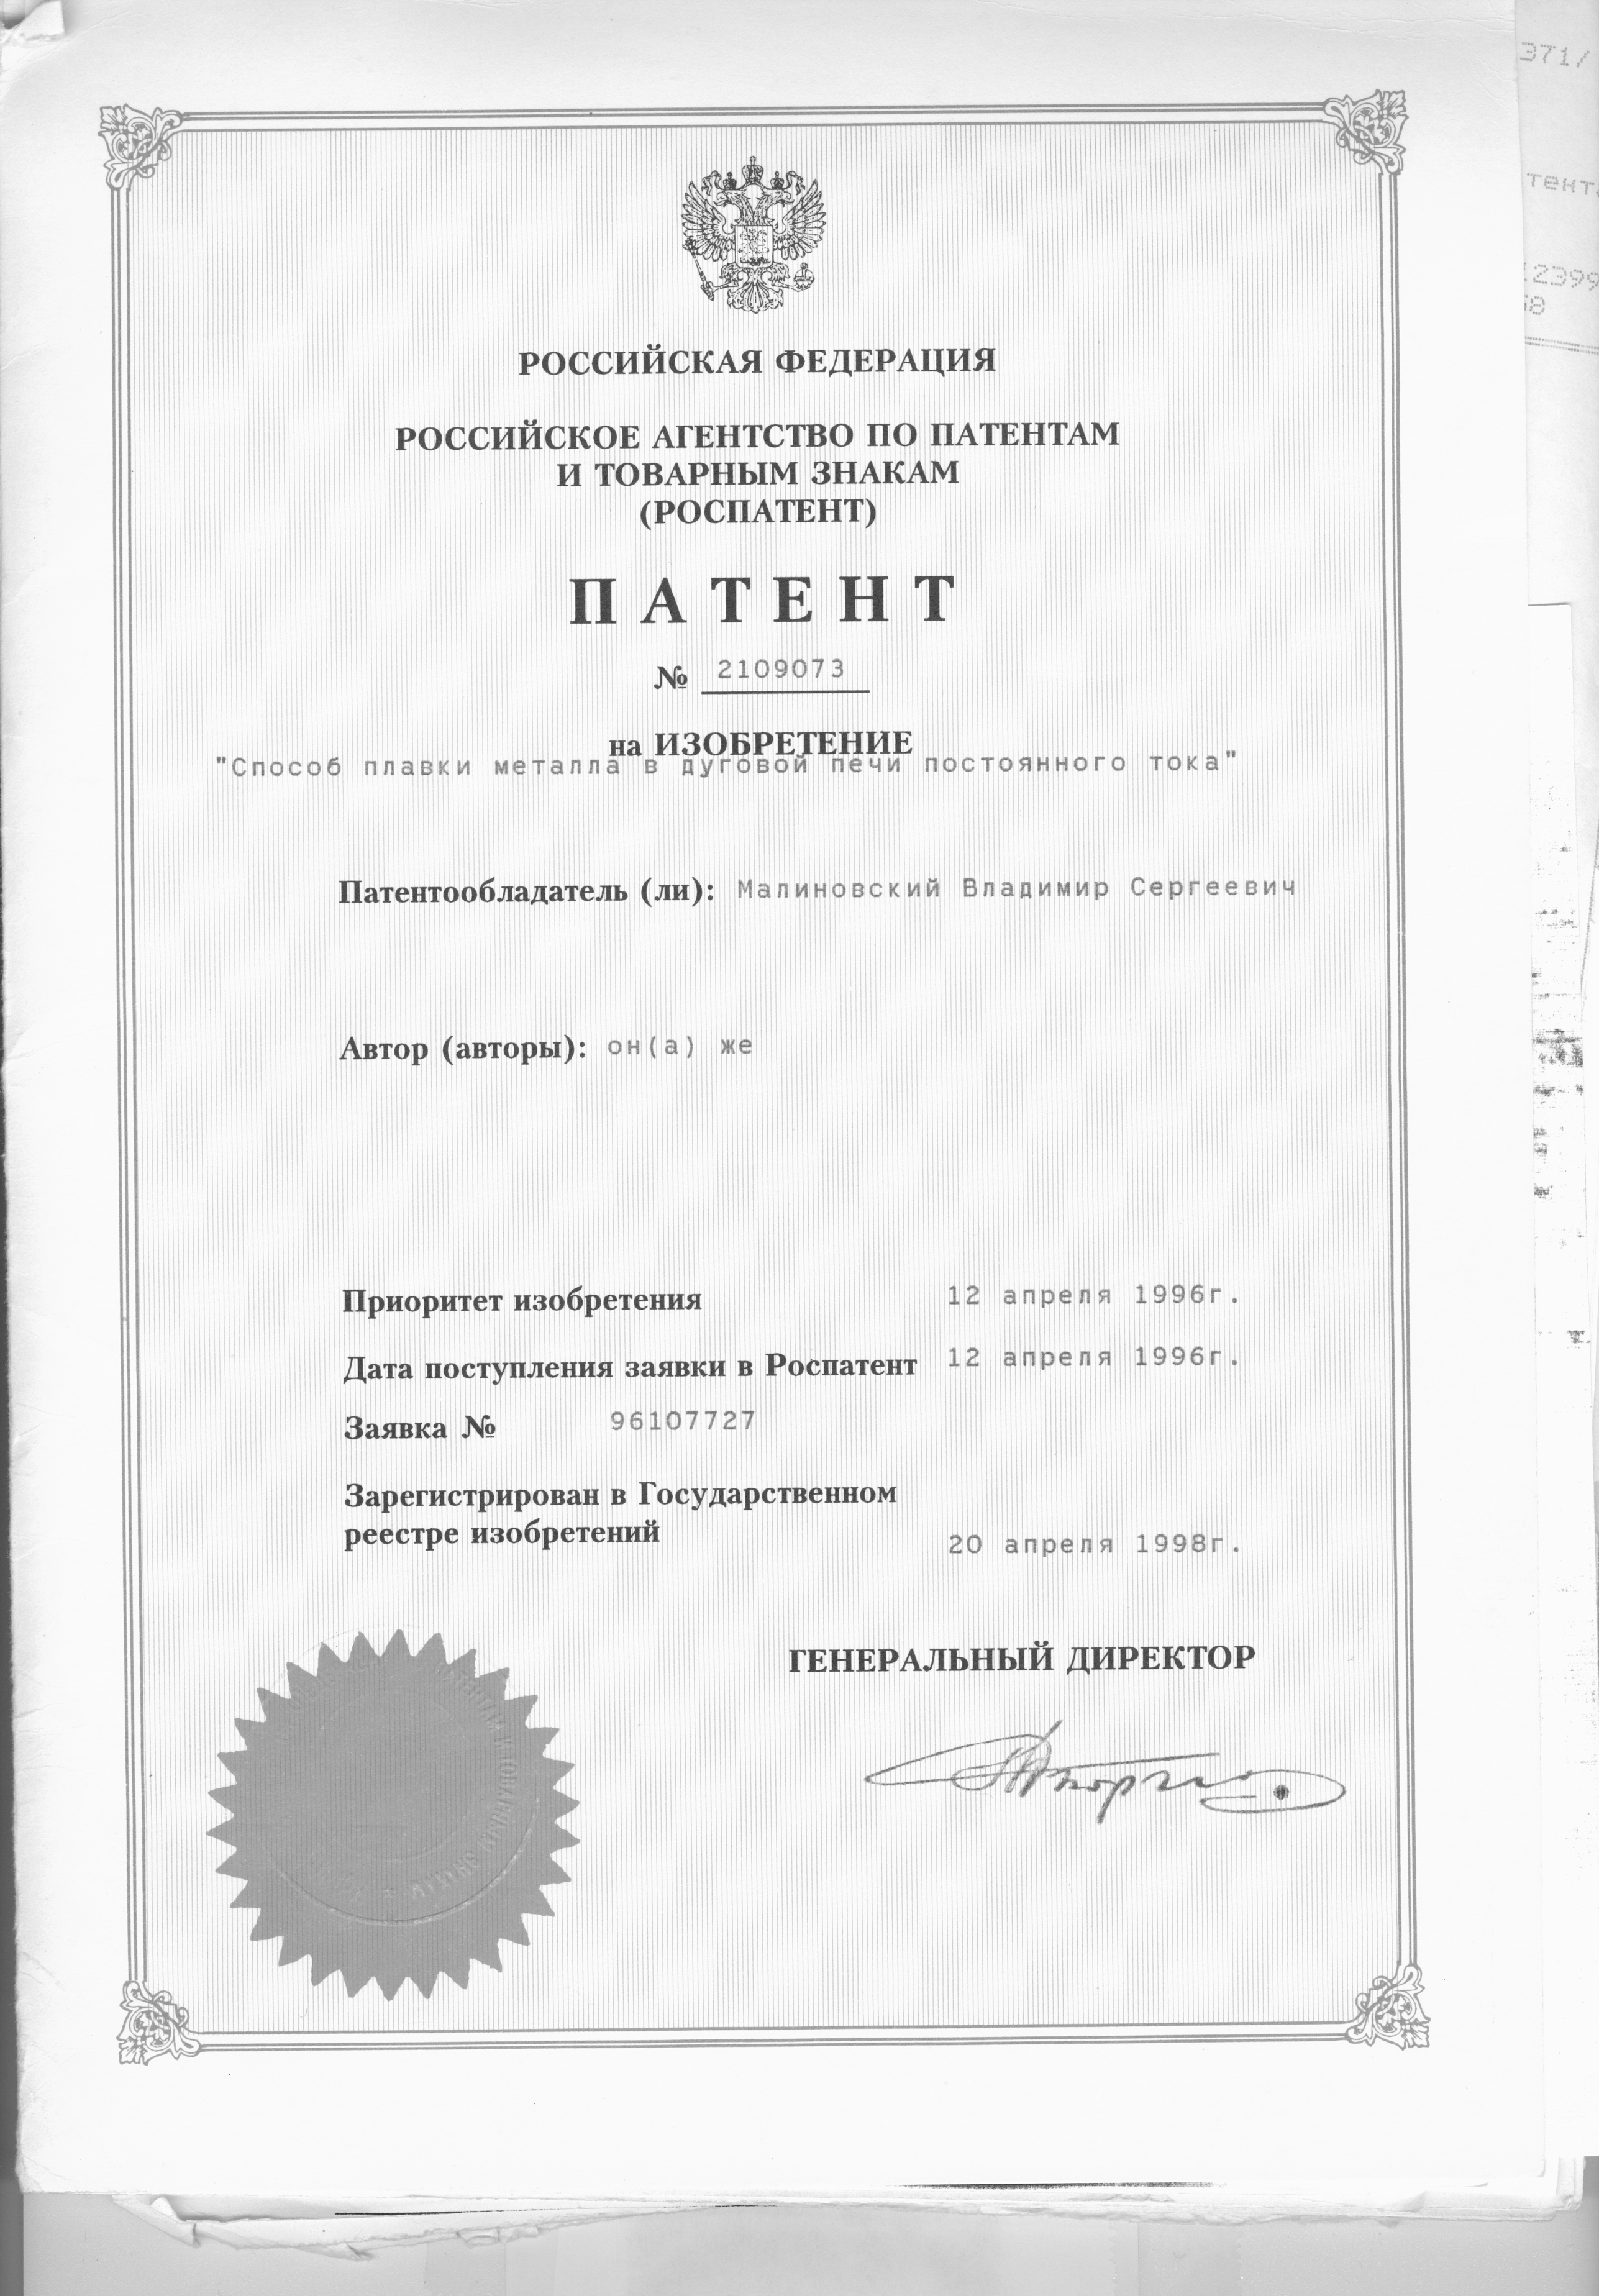 РОССИЙСКАЯ ФЕДЕРАЦИЯ
РОССИЙСКОЕ АГЕНТСТВО ПО ПАТЕНТАМ
И ТОВАРНЫМ ЗНАКАМ
(РОСПАТЕНТ)
ПАТЕНТ
№ 2109073
на ИЗОБРЕТЕНИЕ
"Способ плавки металла в дуговой печи постоянного тока"
Патентообладатель (ли): Малиновский Владимир Сергеевич
Автор (авторы): он(а) же
Приоритет изобретения 12 апреля 1996г.
Дата поступления заявки в Роспатент 12 апреля 1996г.
Заявка № 96107727
Зарегистрирован в Государственном
реестре изобретений 20 апреля 1998г.
ГЕНЕРАЛЬНЫЙ ДИРЕКТОР
371/